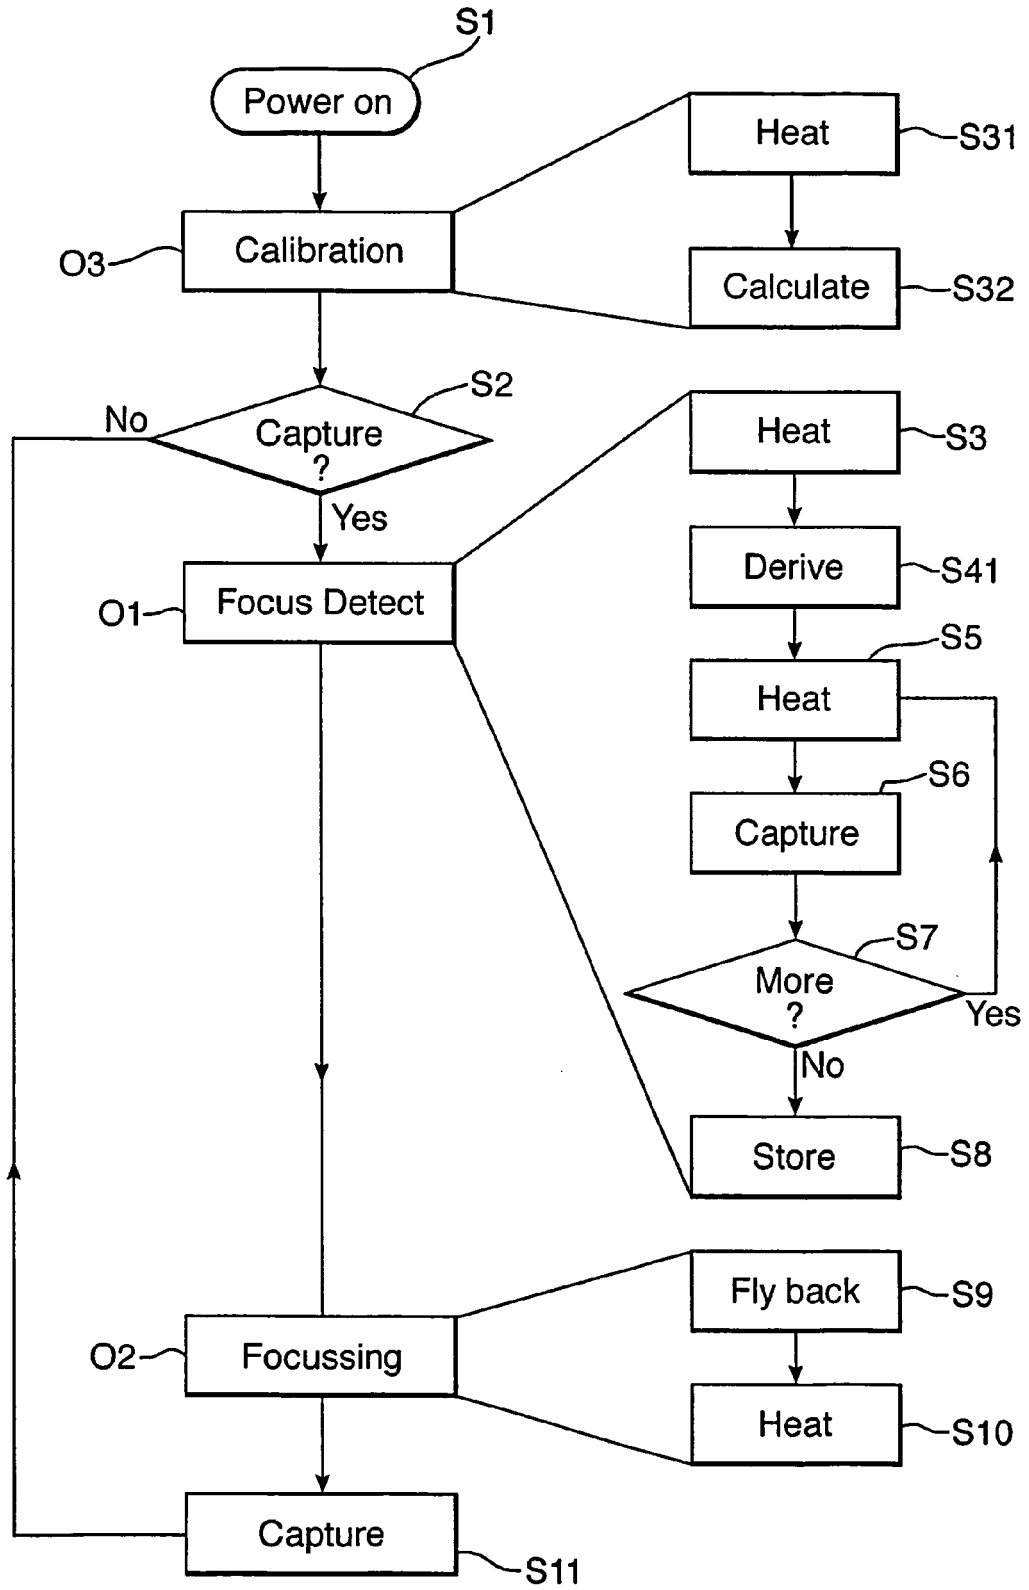 S1
Power on
Heat
S31
Calibration
O3
Calculate
S32
S2
No
Capture
?
Yes
Heat
S3
Focus Detect
O1
Derive
S41
S5
Heat
S6
Capture
S7
More
?
Yes
No
Store
S8
Fly back
S9
O2
Focussing
Heat
S10
Capture
S11